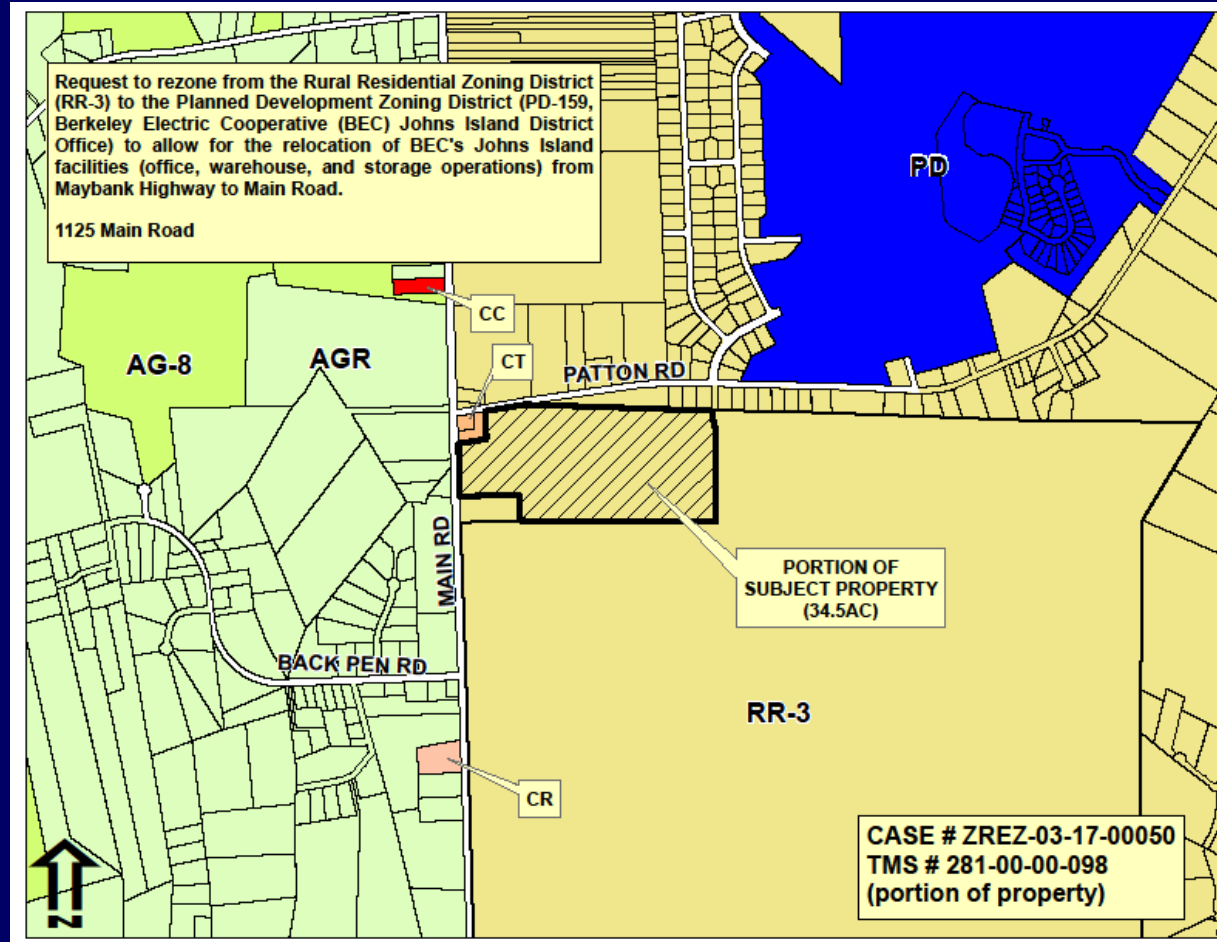 Request to rezone from the Rural Residential Zoning District
(RR-3) to the Planned Development Zoning District (PD-159,
Berkeley Electric Cooperative (BEC) Johns Island District
Office) to allow for the relocation of BEC's Johns Island
facilities (office, warehouse, and storage operations) from
Maybank Highway to Main Road.
1125 Main Road
PD
CC
AG-8
AGR
CT
PATTON RD
MAIN RD
PORTION OF
SUBJECT PROPERTY
(34.5AC)
BACK PEN RD
RR-3
CR
CASE # ZREZ-03-17-00050
TMS # 281-00-00-098
(portion of property)
N